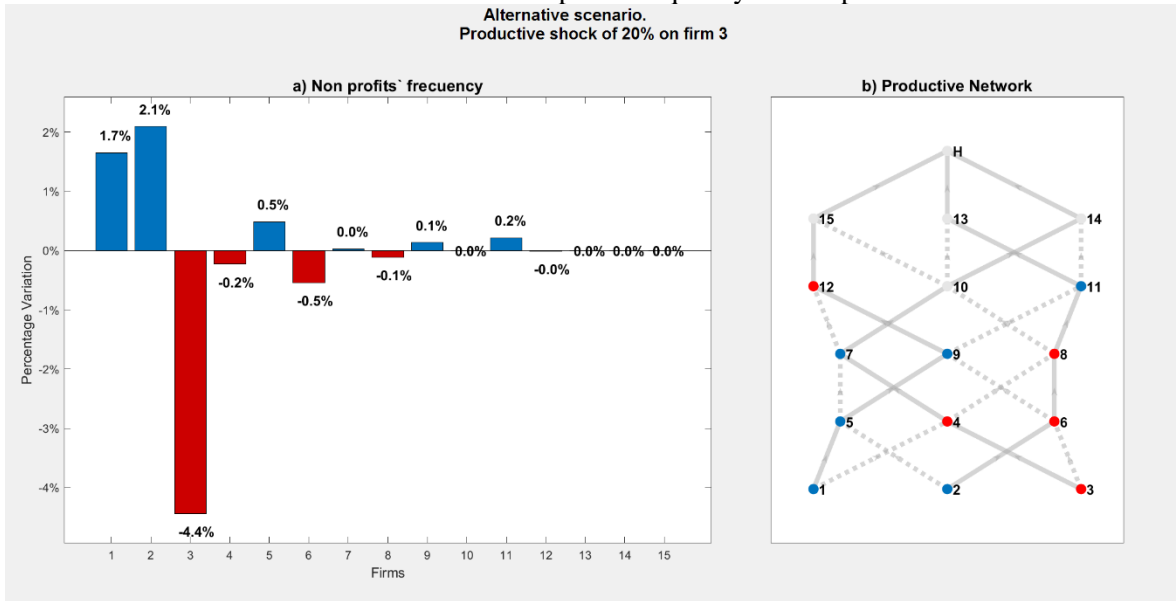 Alternative scenario.
Productive shock of 20% on firm 3
a) Non profits` frecuency
Percentage Variation
2%
1%
0%
-1%
-2%
-3%
-4%
1.7%
2.1%
-4.4%
-0.2%
0.5%
-0.5%
0.0%
-0.1%
0.1%
0.0%
0.2%
-0.0%
0.0%
0.0%
0.0%
1 2 3 4 5 6 7 8 9 10 11 12 13 14 15
Firms
b) Productive Network
H
15 13 14
12 10 11
7 9 8
5 4 6
1 2 3